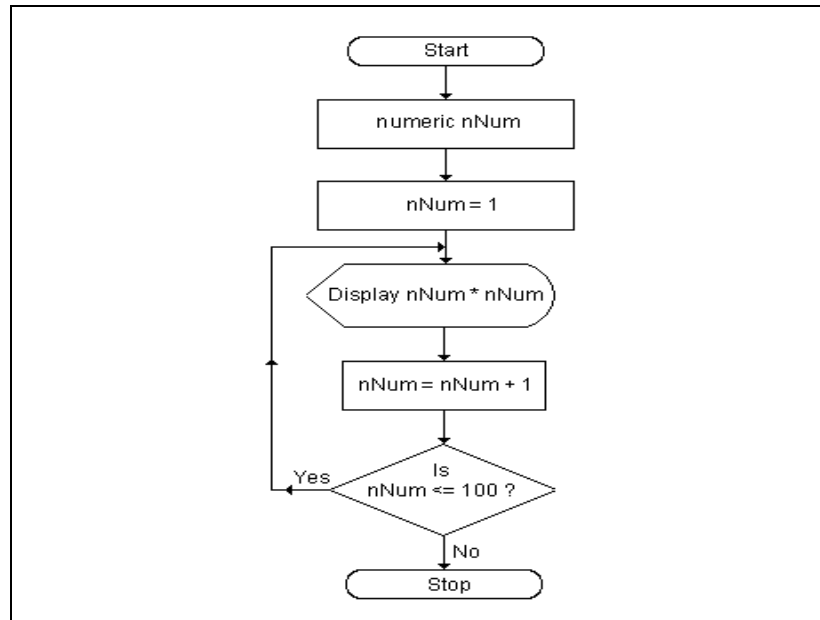 Start
numeric nNum
nNum = 1
Display nNum * nNum
nNum = nNum + 1
Is
nNum <= 100 ?
Yes
No
Stop